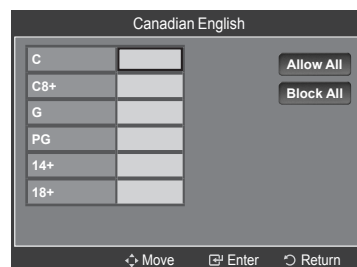 Canadian English
C
Allow All
C8+
Block All
G
PG
14+
18+
Move Enter Return